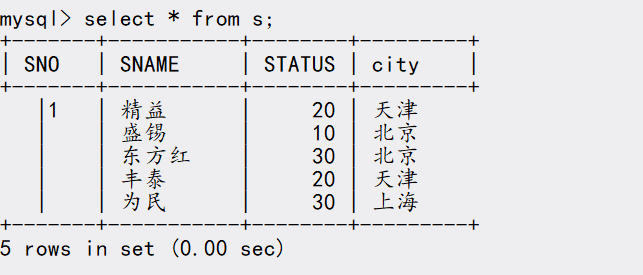 mysql> select * from s;
+-------+-----------+--------+---------+
| SNO   | SNAME     | STATUS | city    |
+-------+-----------+--------+---------+
   |1   | 精益      |     20 | 天津
   |    | 盛锡      |     10 | 北京
   |    | 东方红    |     30 | 北京
   |    | 丰泰      |     20 | 天津
   |    | 为民      |     30 | 上海
+-------+-----------+--------+---------+
5 rows in set (0.00 sec)